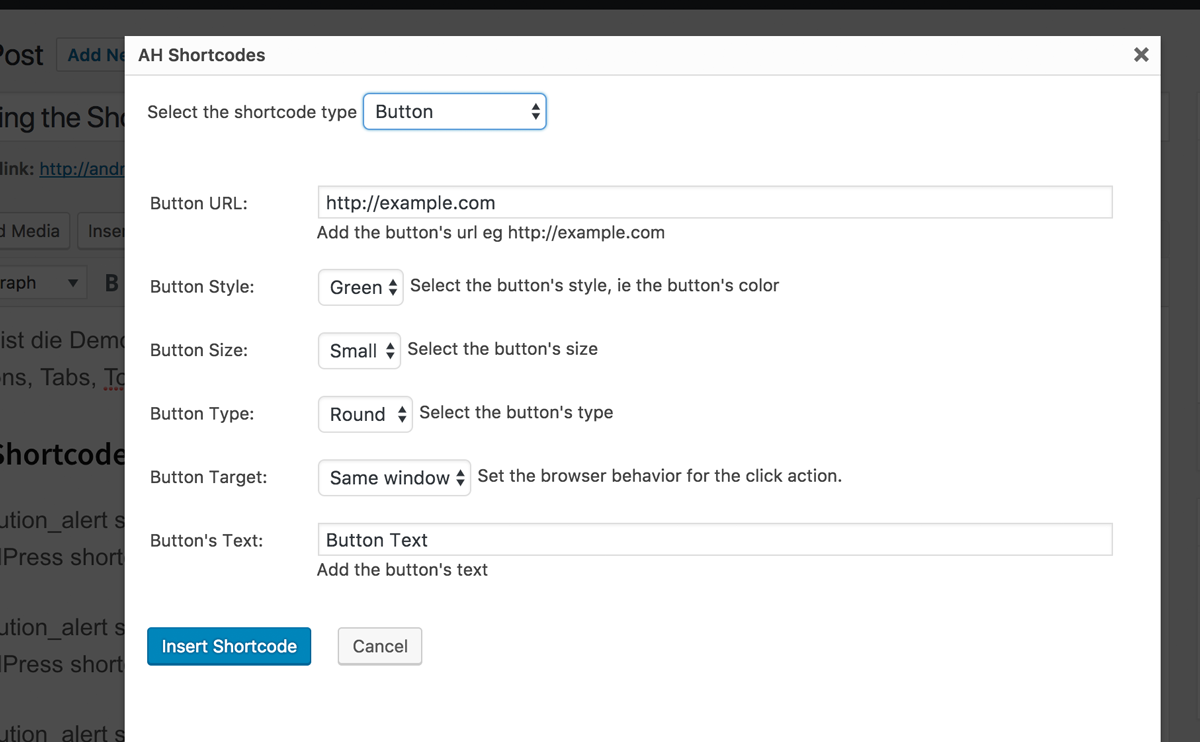 Post Add Ne
AH Shortcodes
Select the shortcode type Button
ing the Sho
link: http://andr
Button URL: http://example.com
Add the button's url eg http://example.com
d Media Inser
Button Style: Green Select the button's style, ie the button's color
raph B
Button Size: Small Select the button's size
ist die Demo
ns, Tabs, To
Button Type: Round Select the button's type
Shortcode
Button Target: Same window Set the browser behavior for the click action.
ution_alert s
Button's Text: Button Text
Add the button's text
lPress short
ution_alert s
Insert Shortcode Cancel
lPress short
ution_alert s